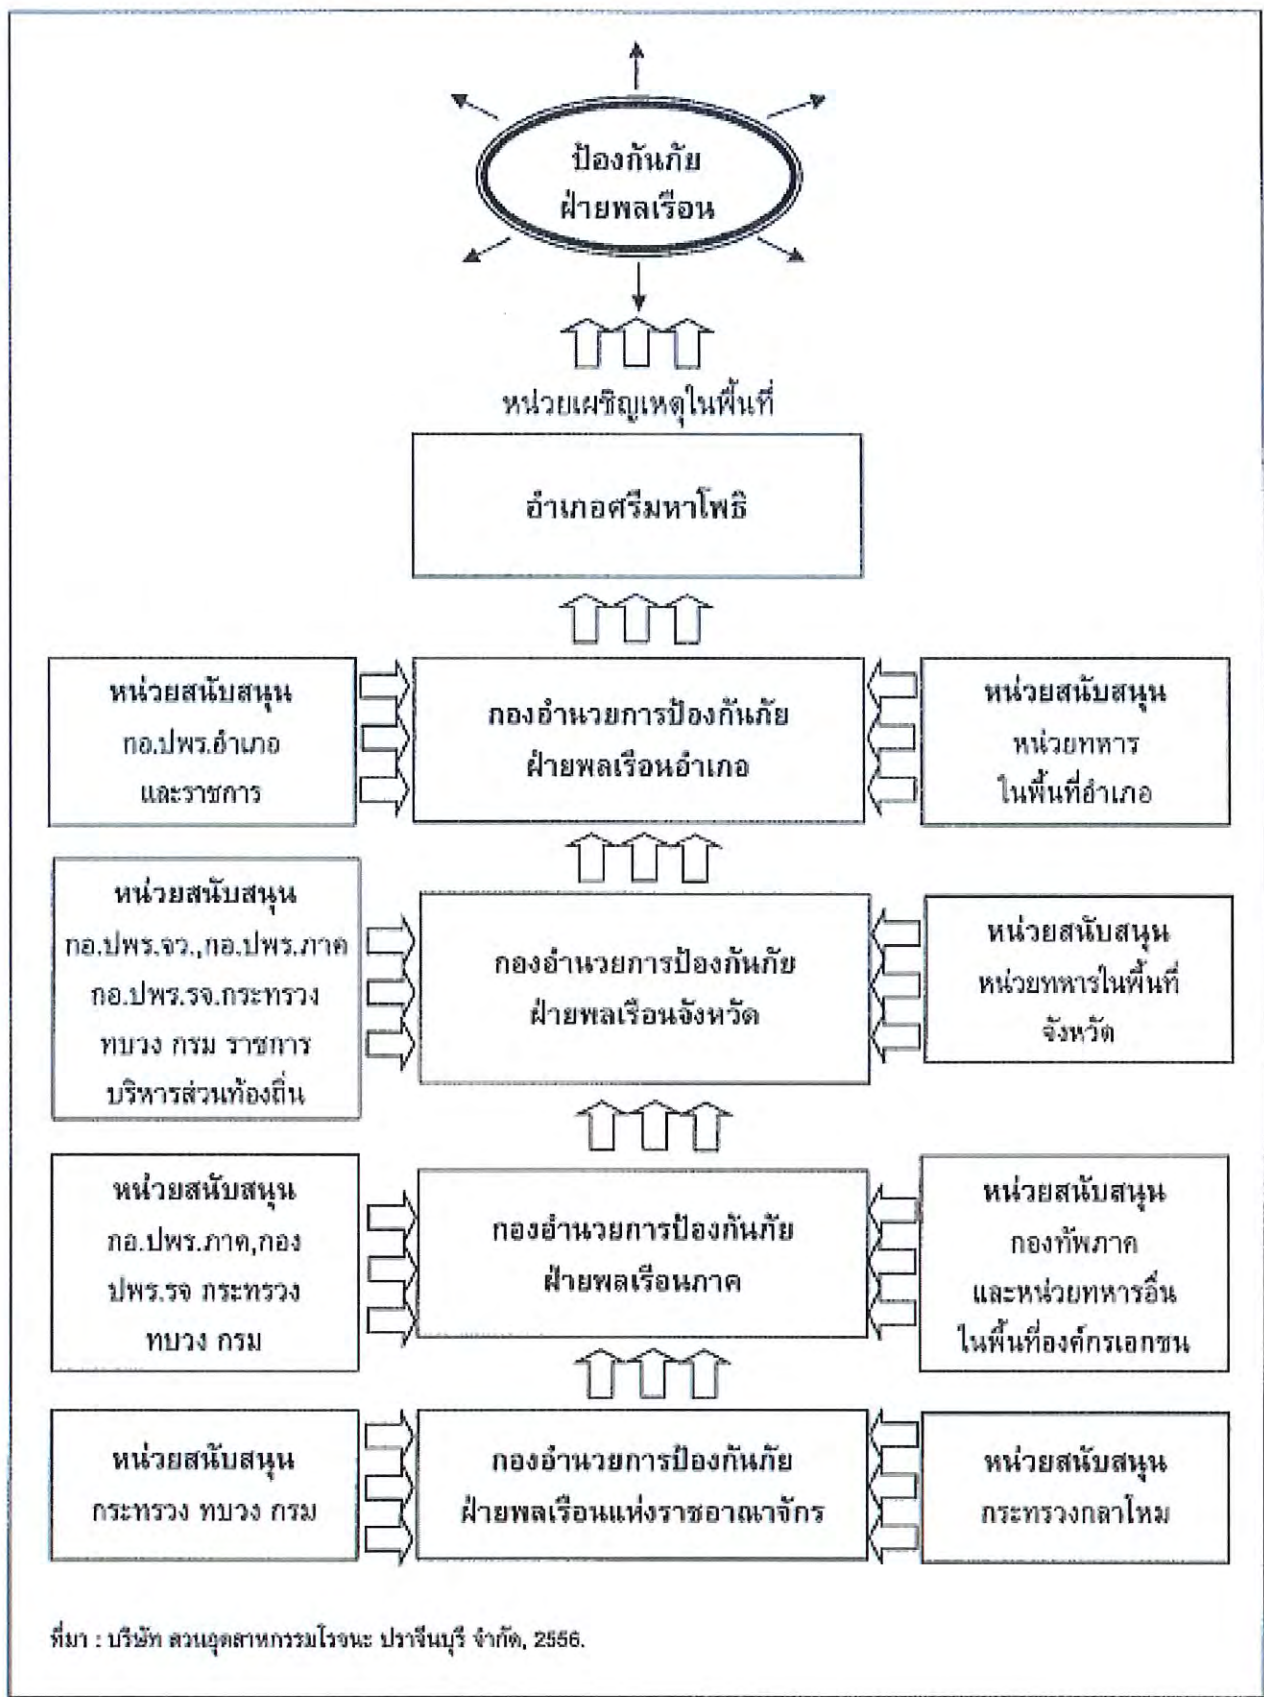 ป้องกันภัย
ฝ่ายพลเรือน
หน่วยเผชิญเหตุในพื้นที่
อำเภอศรีมหาโพธิ
หน่วยสนับสนุน
กอ.ปพร.อำเภอ
และราชการ
กองอำนวยการป้องกันภัย
ฝ่ายพลเรือนอำเภอ
หน่วยสนับสนุน
หน่วยทหาร
ในพื้นที่อำเภอ
หน่วยสนับสนุน
กอ.ปพร.จว.,กอ.ปพร.ภาค
กอ.ปพร.รจ.กระทรวง
ทบวง กรม ราชการ
บริหารส่วนท้องถิ่น
กองอำนวยการป้องกันภัย
ฝ่ายพลเรือนจังหวัด
หน่วยสนับสนุน
หน่วยทหารในพื้นที่
จังหวัด
หน่วยสนับสนุน
กอ.ปพร.ภาค,กอง
ปพร.รจ กระทรวง
ทบวง กรม
กองอำนวยการป้องกันภัย
ฝ่ายพลเรือนภาค
หน่วยสนับสนุน
กองทัพภาค
และหน่วยทหารอื่น
ในพื้นที่องค์กรเอกชน
หน่วยสนับสนุน
กระทรวง ทบวง กรม
กองอำนวยการป้องกันภัย
ฝ่ายพลเรือนแห่งราชอาณาจักร
หน่วยสนับสนุน
กระทรวงกลาโหม
ที่มา : บริษัท สวนอุตสาหกรรมโรจนะ ปราจีนบุรี จำกัด, 2556.